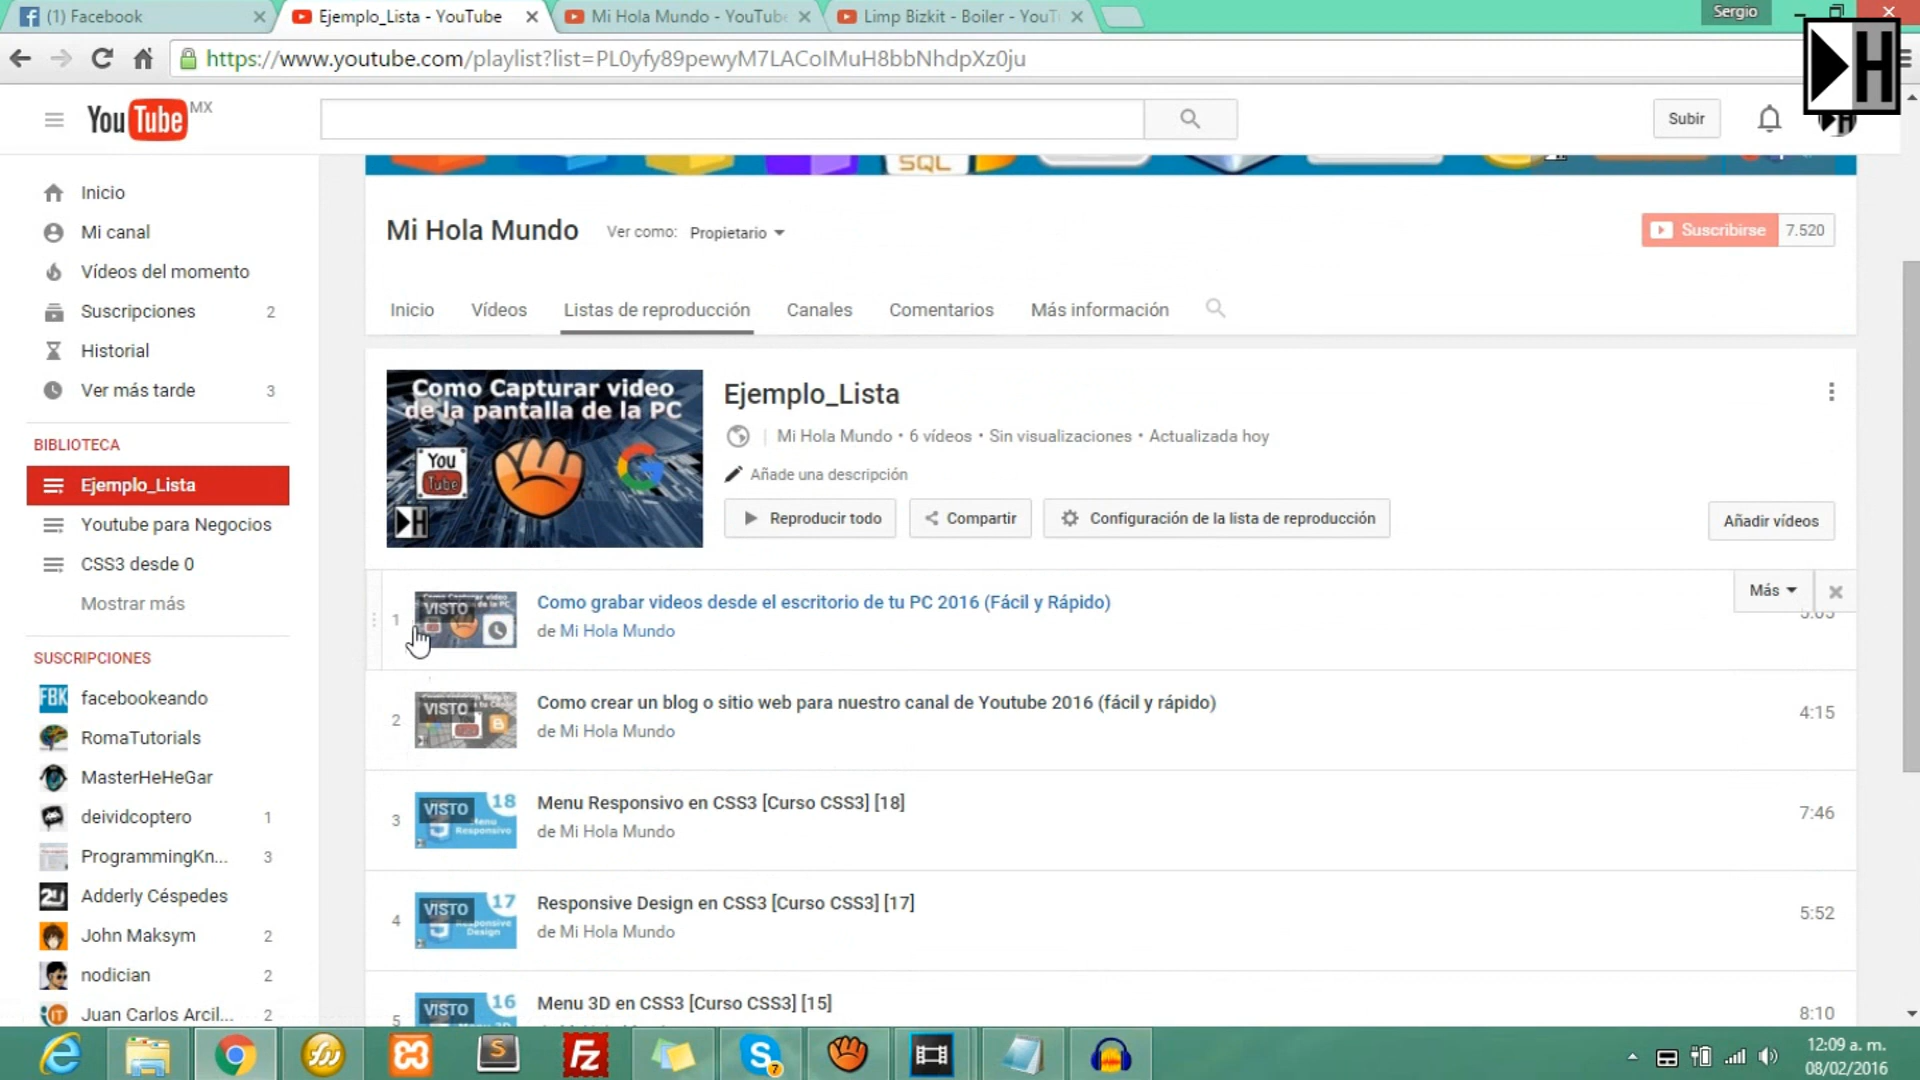 (1) Facebook
Ejemplo_Lista - YouTube
Mi Hola Mundo - YouTube
Limp Bizkit - Boiler - YouT
Sergio
https://www.youtube.com/playlist?list=PL0yfy89pewyM7LACoIMuH8bbNhdpXz0ju
H
YouTube MX
Subir
SQL
Inicio
Mi canal
Vídeos del momento
Suscripciones 2
Historial
Ver más tarde 3
BIBLIOTECA
Ejemplo_Lista
Youtube para Negocios
CSS3 desde 0
Mostrar más
SUSCRIPCIONES
FBK facebookeando
RomaTutorials
MasterHeHeGar
deividcoptero 1
ProgrammingKn... 3
Adderly Céspedes
John Maksym 2
nodician 2
Juan Carlos Arcil... 2
Mi Hola Mundo Ver como: Propietario
Suscribirse 7.520
Inicio Vídeos Listas de reproducción Canales Comentarios Más información
Como Capturar video
de la pantalla de la PC
You
Tube
H
Ejemplo_Lista
Mi Hola Mundo • 6 vídeos • Sin visualizaciones • Actualizada hoy
Añade una descripción
Reproducir todo Compartir Configuración de la lista de reproducción
Añadir vídeos
1
VISTO
Como grabar videos desde el escritorio de tu PC 2016 (Fácil y Rápido)
de Mi Hola Mundo
Más
2
VISTO
Como crear un blog o sitio web para nuestro canal de Youtube 2016 (fácil y rápido)
de Mi Hola Mundo
4:15
3
VISTO 18
Menu
Responsivo
Menu Responsivo en CSS3 [Curso CSS3] [18]
de Mi Hola Mundo
7:46
4
VISTO 17
Responsive
Design
Responsive Design en CSS3 [Curso CSS3] [17]
de Mi Hola Mundo
5:52
5
VISTO 16
Menu 3D en CSS3 [Curso CSS3] [15]
8:10
S
Fz
S 7
12:09 a. m.
08/02/2016